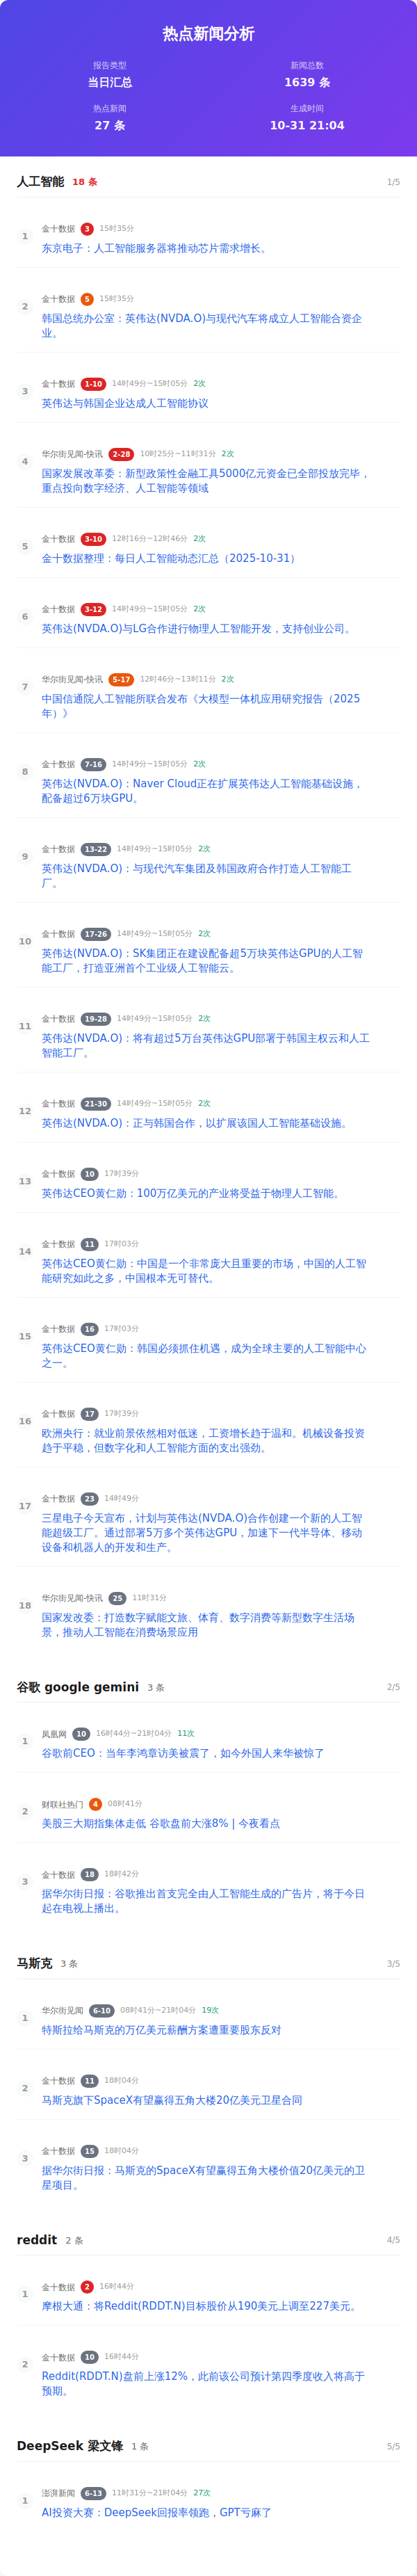 热点新闻分析
报告类型
当日汇总
新闻总数
1639 条
热点新闻
27 条
生成时间
10-31 21:04
人工智能 18 条 1/5
1
金十数据 3 15时35分
东京电子：人工智能服务器将推动芯片需求增长。
2
金十数据 5 15时35分
韩国总统办公室：英伟达(NVDA.O)与现代汽车将成立人工智能合资企
业。
3
金十数据 1-10 14时49分~15时05分 2次
英伟达与韩国企业达成人工智能协议
4
华尔街见闻-快讯 2-28 10时25分~11时31分 2次
国家发展改革委：新型政策性金融工具5000亿元资金已全部投放完毕，
重点投向数字经济、人工智能等领域
5
金十数据 3-10 12时16分~12时46分 2次
金十数据整理：每日人工智能动态汇总（2025-10-31）
6
金十数据 3-12 14时49分~15时05分 2次
英伟达(NVDA.O)与LG合作进行物理人工智能开发，支持创业公司。
7
华尔街见闻-快讯 5-17 12时46分~13时11分 2次
中国信通院人工智能所联合发布《大模型一体机应用研究报告（2025
年）》
8
金十数据 7-16 14时49分~15时05分 2次
英伟达(NVDA.O)：Naver Cloud正在扩展英伟达人工智能基础设施，
配备超过6万块GPU。
9
金十数据 13-22 14时49分~15时05分 2次
英伟达(NVDA.O)：与现代汽车集团及韩国政府合作打造人工智能工
厂。
10
金十数据 17-26 14时49分~15时05分 2次
英伟达(NVDA.O)：SK集团正在建设配备超5万块英伟达GPU的人工智
能工厂，打造亚洲首个工业级人工智能云。
11
金十数据 19-28 14时49分~15时05分 2次
英伟达(NVDA.O)：将有超过5万台英伟达GPU部署于韩国主权云和人工
智能工厂。
12
金十数据 21-30 14时49分~15时05分 2次
英伟达(NVDA.O)：正与韩国合作，以扩展该国人工智能基础设施。
13
金十数据 10 17时39分
英伟达CEO黄仁勋：100万亿美元的产业将受益于物理人工智能。
14
金十数据 11 17时03分
英伟达CEO黄仁勋：中国是一个非常庞大且重要的市场，中国的人工智
能研究如此之多，中国根本无可替代。
15
金十数据 16 17时03分
英伟达CEO黄仁勋：韩国必须抓住机遇，成为全球主要的人工智能中心
之一。
16
金十数据 17 17时39分
欧洲央行：就业前景依然相对低迷，工资增长趋于温和。机械设备投资
趋于平稳，但数字化和人工智能方面的支出强劲。
17
金十数据 23 14时49分
三星电子今天宣布，计划与英伟达(NVDA.O)合作创建一个新的人工智
能超级工厂。通过部署5万多个英伟达GPU，加速下一代半导体、移动
设备和机器人的开发和生产。
18
华尔街见闻-快讯 25 11时31分
国家发改委：打造数字赋能文旅、体育、数字消费等新型数字生活场
景，推动人工智能在消费场景应用
谷歌 google gemini 3 条 2/5
1
凤凰网 10 16时44分~21时04分 11次
谷歌前CEO：当年李鸿章访美被震了，如今外国人来华被惊了
2
财联社热门 4 08时41分
美股三大期指集体走低 谷歌盘前大涨8% | 今夜看点
3
金十数据 18 18时42分
据华尔街日报：谷歌推出首支完全由人工智能生成的广告片，将于今日
起在电视上播出。
马斯克 3 条 3/5
1
华尔街见闻 6-10 08时41分~21时04分 19次
特斯拉给马斯克的万亿美元薪酬方案遭重要股东反对
2
金十数据 11 18时04分
马斯克旗下SpaceX有望赢得五角大楼20亿美元卫星合同
3
金十数据 15 18时04分
据华尔街日报：马斯克的SpaceX有望赢得五角大楼价值20亿美元的卫
星项目。
reddit 2 条 4/5
1
金十数据 2 16时44分
摩根大通：将Reddit(RDDT.N)目标股价从190美元上调至227美元。
2
金十数据 10 16时44分
Reddit(RDDT.N)盘前上涨12%，此前该公司预计第四季度收入将高于
预期。
DeepSeek 梁文锋 1 条 5/5
1
澎湃新闻 6-13 11时31分~21时04分 27次
AI投资大赛：DeepSeek回报率领跑，GPT亏麻了